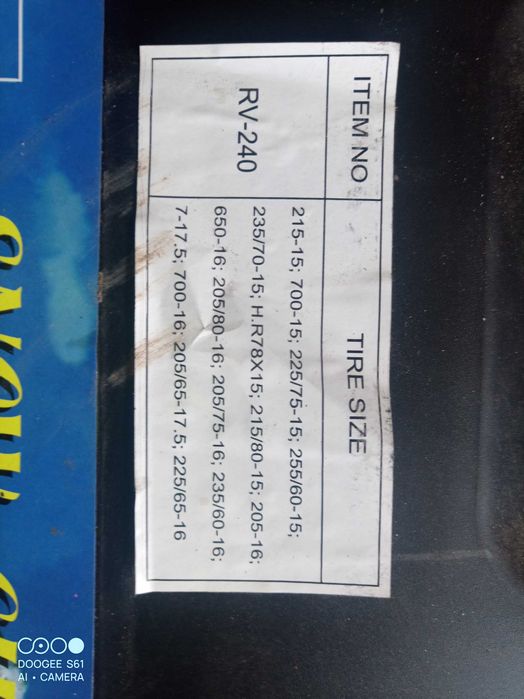 ITEM NO
TIRE SIZE
RV-240
215-15; 700-15; 225/75-15; 255/60-15;
235/70-15; H.R78X15; 215/80-15; 205-16;
650-16; 205/80-16; 205/75-16; 235/60-16;
7-17.5; 700-16; 205/65-17.5; 225/65-16
SNOW
DOOGEE S61
AI • CAMERA